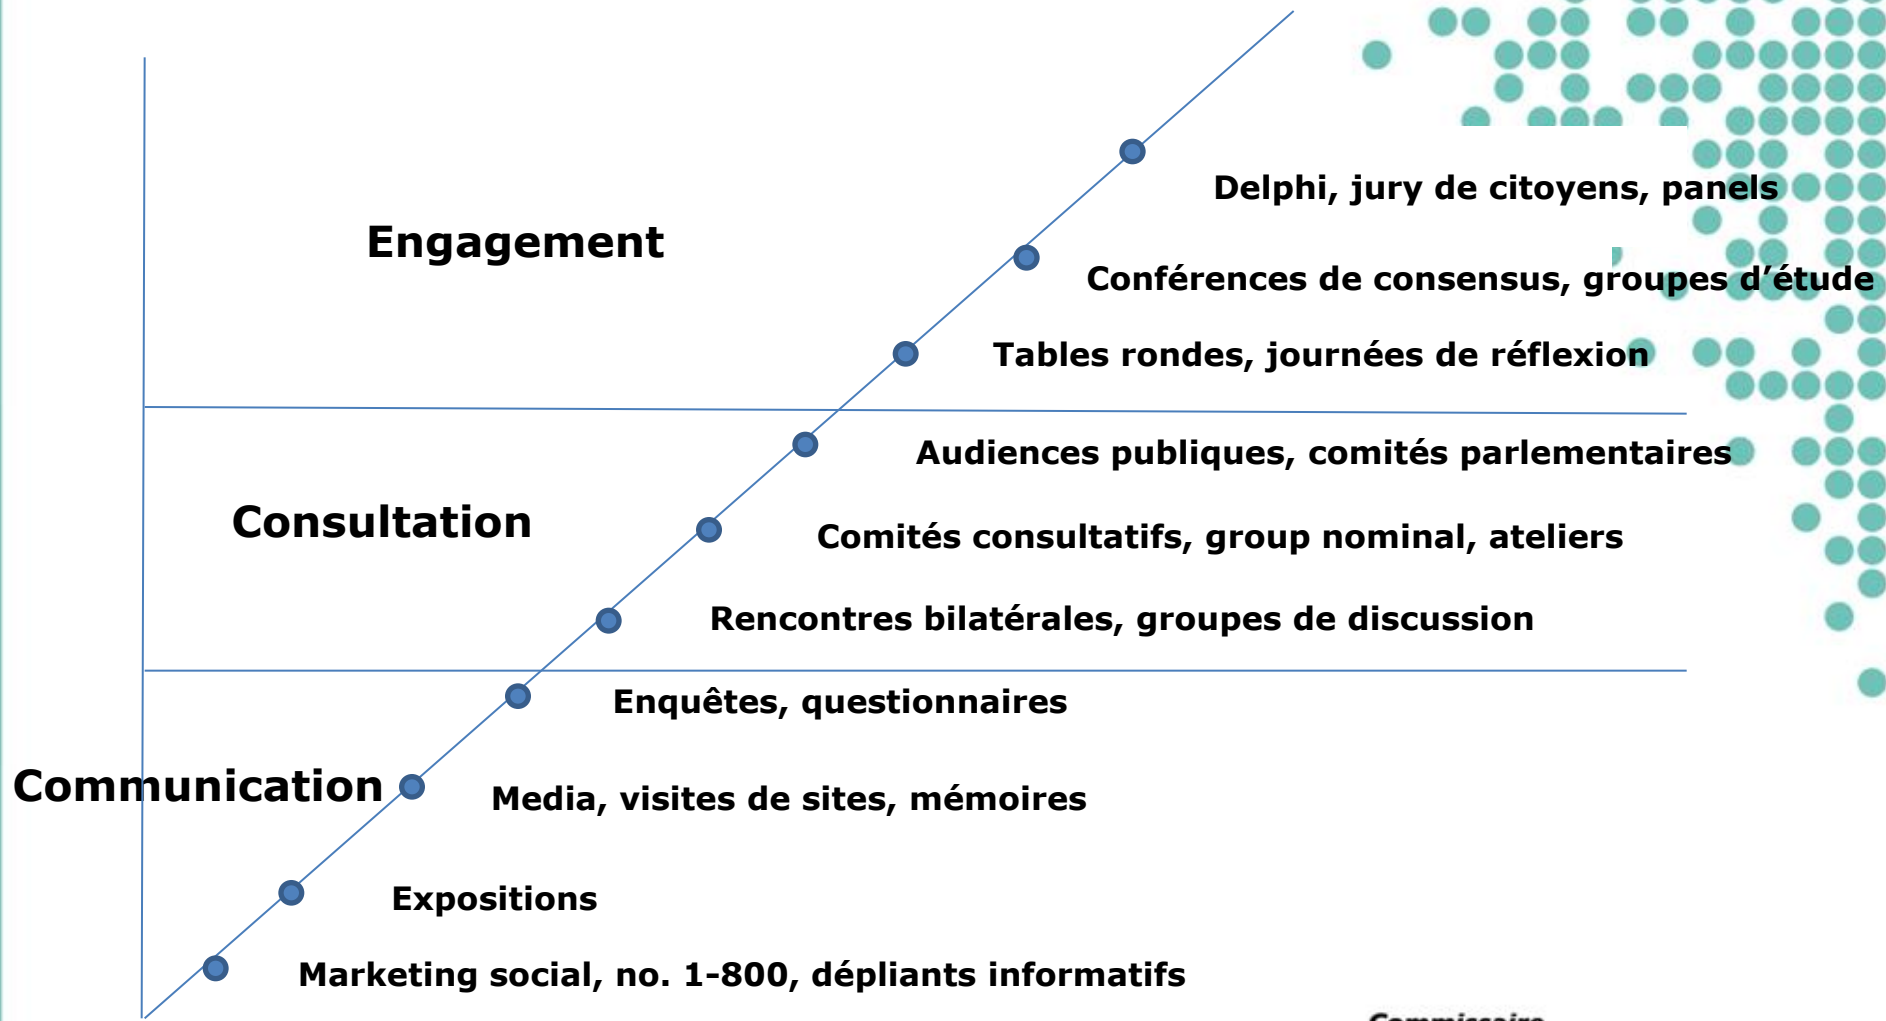 Delphi, jury de citoyens, panels
Engagement
Conférences de consensus, groupes d’étude
Tables rondes, journées de réflexion
Audiences publiques, comités parlementaires
Consultation
Comités consultatifs, group nominal, ateliers
Rencontres bilatérales, groupes de discussion
Enquêtes, questionnaires
Communication
Media, visites de sites, mémoires
Expositions
Marketing social, no. 1-800, dépliants informatifs
Commissaire